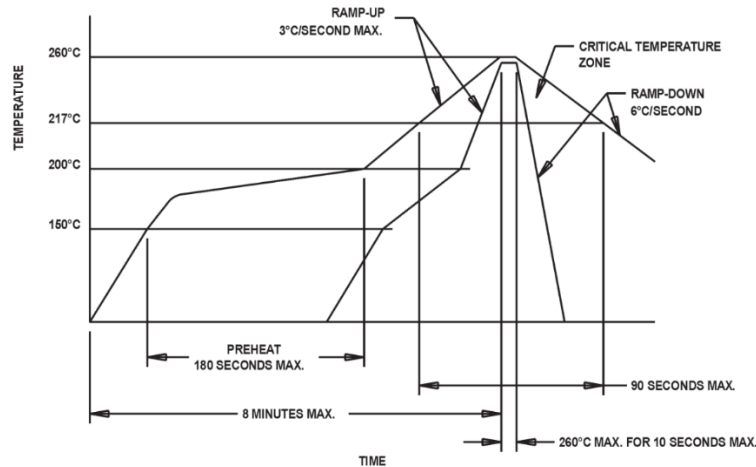 RAMP-UP
3°C/SECOND MAX.
260°C
CRITICAL TEMPERATURE
ZONE
RAMP-DOWN
6°C/SECOND
TEMPERATURE
217°C
200°C
150°C
PREHEAT
180 SECONDS MAX.
90 SECONDS MAX.
8 MINUTES MAX.
260°C MAX. FOR 10 SECONDS MAX.
TIME